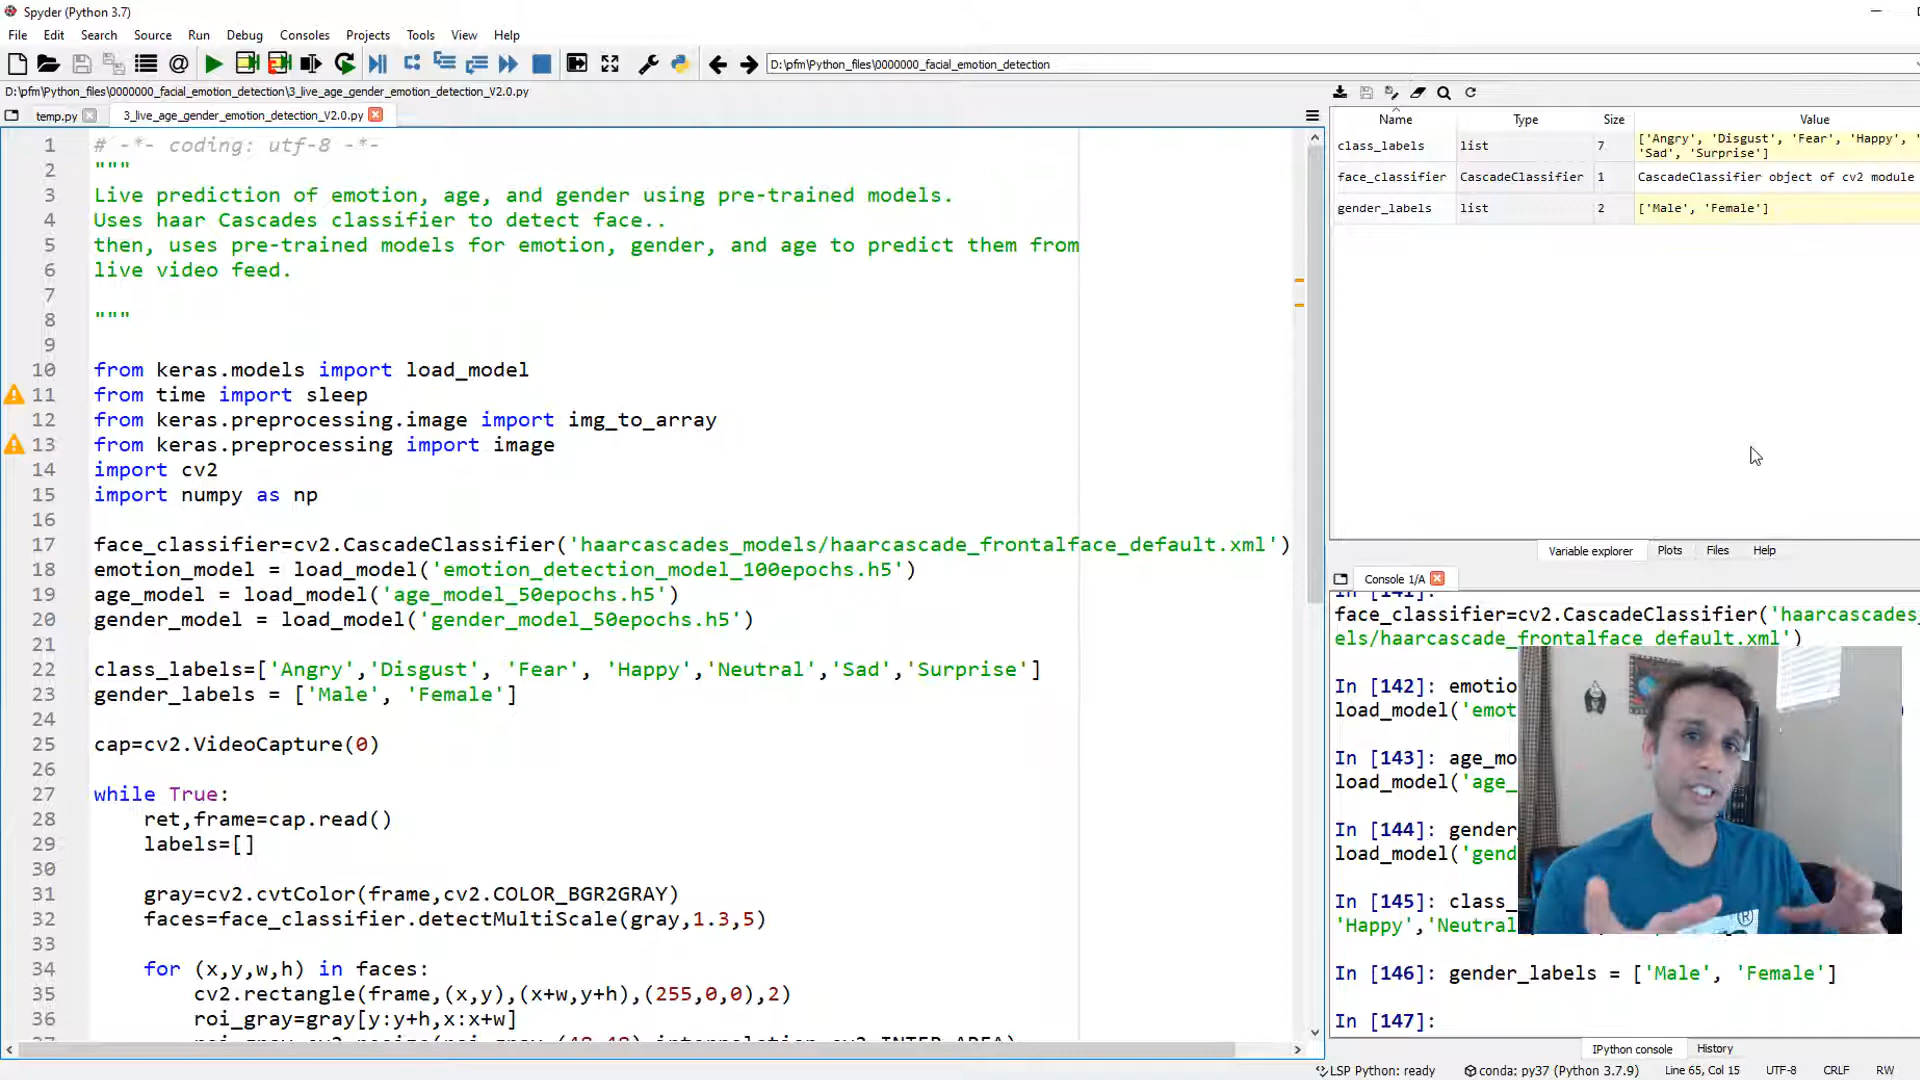 Spyder (Python 3.7)
File Edit Search Source Run Debug Consoles Projects Tools View Help
D:\pfm\Python_files\0000000_facial_emotion_detection
D:\pfm\Python_files\0000000_facial_emotion_detection\3_live_age_gender_emotion_detection_V2.0.py
temp.py 3_live_age_gender_emotion_detection_V2.0.py
1 # -*- coding: utf-8 -*-
2 """
3 Live prediction of emotion, age, and gender using pre-trained models.
4 Uses haar Cascades classifier to detect face..
5 then, uses pre-trained models for emotion, gender, and age to predict them from
6 live video feed.
7
8 """
9
10 from keras.models import load_model
11 from time import sleep
12 from keras.preprocessing.image import img_to_array
13 from keras.preprocessing import image
14 import cv2
15 import numpy as np
16
17 face_classifier=cv2.CascadeClassifier('haarcascades_models/haarcascade_frontalface_default.xml')
18 emotion_model = load_model('emotion_detection_model_100epochs.h5')
19 age_model = load_model('age_model_50epochs.h5')
20 gender_model = load_model('gender_model_50epochs.h5')
21
22 class_labels=['Angry','Disgust', 'Fear', 'Happy','Neutral','Sad','Surprise']
23 gender_labels = ['Male', 'Female']
24
25 cap=cv2.VideoCapture(0)
26
27 while True:
28 ret,frame=cap.read()
29 labels=[]
30
31 gray=cv2.cvtColor(frame,cv2.COLOR_BGR2GRAY)
32 faces=face_classifier.detectMultiScale(gray,1.3,5)
33
34 for (x,y,w,h) in faces:
35 cv2.rectangle(frame,(x,y),(x+w,y+h),(255,0,0),2)
36 roi_gray=gray[y:y+h,x:x+w]
Name Type Size Value
class_labels list 7 ['Angry', 'Disgust', 'Fear', 'Happy',
'Sad', 'Surprise']
face_classifier CascadeClassifier 1 CascadeClassifier object of cv2 module
gender_labels list 2 ['Male', 'Female']
Variable explorer Plots Files Help
Console 1/A
In [141]:
face_classifier=cv2.CascadeClassifier('haarcascades_
els/haarcascade_frontalface_default.xml')
In [142]: emotio
load_model('emot
In [143]: age_mo
load_model('age_
In [144]: gender
load_model('gend
In [145]: class_
'Happy','Neutral
In [146]: gender_labels = ['Male', 'Female']
In [147]:
IPython console History
LSP Python: ready conda: py37 (Python 3.7.9) Line 65, Col 15 UTF-8 CRLF RW